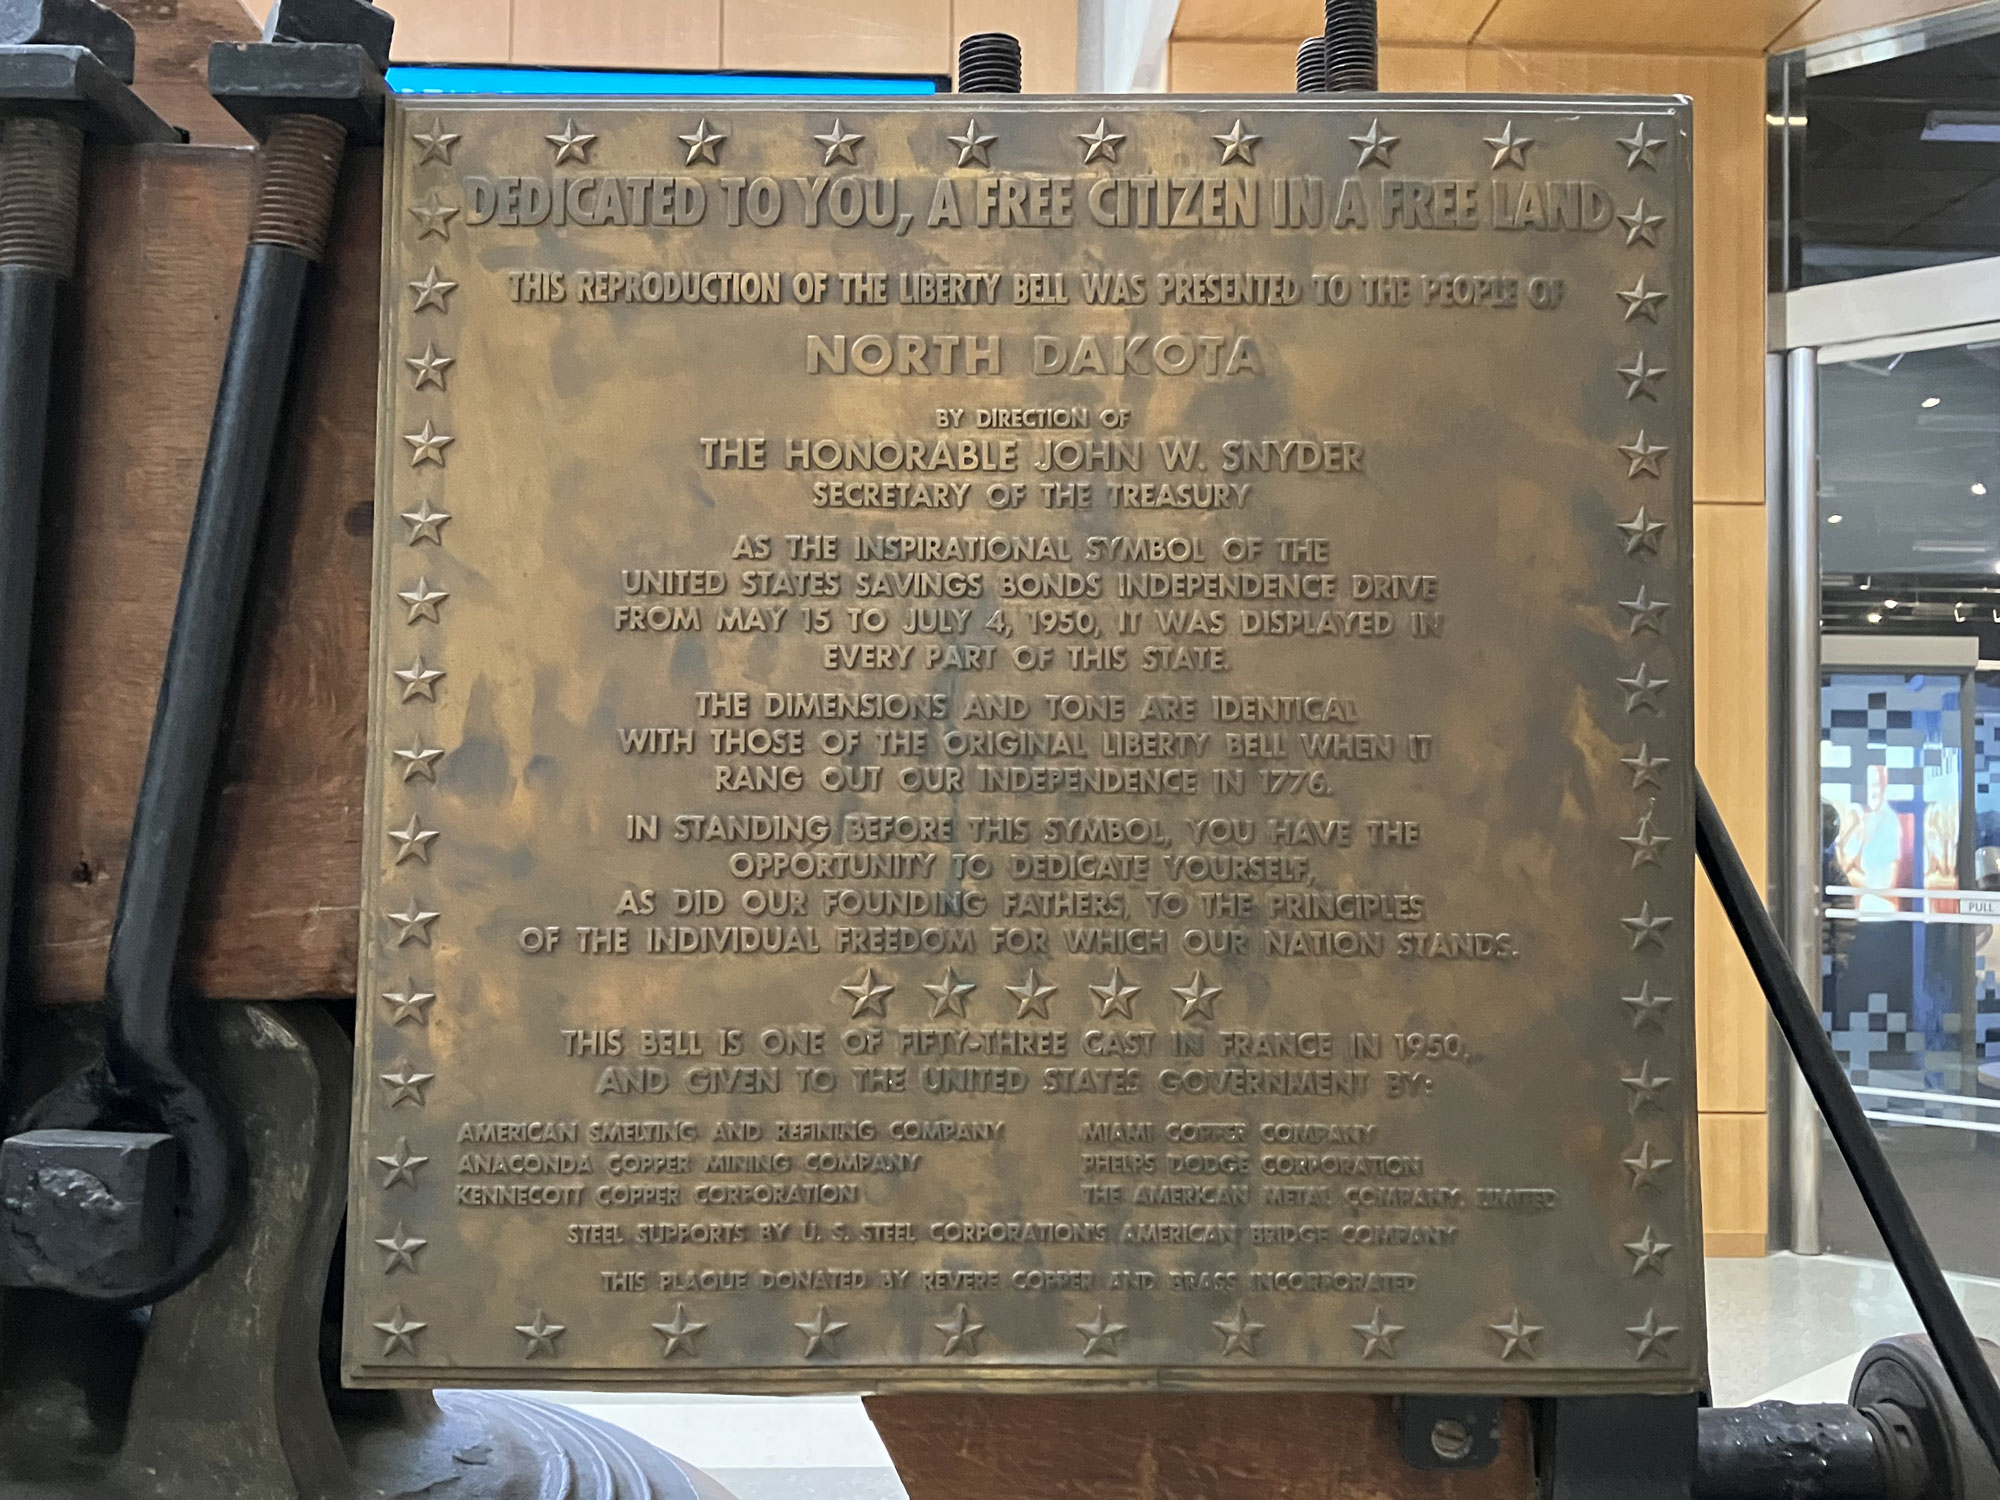 DEDICATED TO YOU, A FREE CITIZEN IN A FREE LAND
THIS REPRODUCTION OF THE LIBERTY BELL WAS PRESENTED TO THE PEOPLE OF
NORTH DAKOTA
BY DIRECTION OF
THE HONORABLE JOHN W. SNYDER
SECRETARY OF THE TREASURY
AS THE INSPIRATIONAL SYMBOL OF THE
UNITED STATES SAVINGS BONDS INDEPENDENCE DRIVE
FROM MAY 15 TO JULY 4, 1950, IT WAS DISPLAYED IN
EVERY PART OF THIS STATE.
THE DIMENSIONS AND TONE ARE IDENTICAL
WITH THOSE OF THE ORIGINAL LIBERTY BELL WHEN IT
RANG OUT OUR INDEPENDENCE IN 1776.
IN STANDING BEFORE THIS SYMBOL, YOU HAVE THE
OPPORTUNITY TO DEDICATE YOURSELF,
AS DID OUR FOUNDING FATHERS, TO THE PRINCIPLES
OF THE INDIVIDUAL FREEDOM FOR WHICH OUR NATION STANDS.
THIS BELL IS ONE OF FIFTY-THREE CAST IN FRANCE IN 1950,
AND GIVEN TO THE UNITED STATES GOVERNMENT BY:
AMERICAN SMELTING AND REFINING COMPANY
ANACONDA COPPER MINING COMPANY
KENNECOTT COPPER CORPORATION
MIAMI COPPER COMPANY
PHELPS DODGE CORPORATION
THE AMERICAN METAL COMPANY, LIMITED
STEEL SUPPORTS BY U. S. STEEL CORPORATION'S AMERICAN BRIDGE COMPANY
THIS PLAQUE DONATED BY REVERE COPPER AND BRASS INCORPORATED
PULL